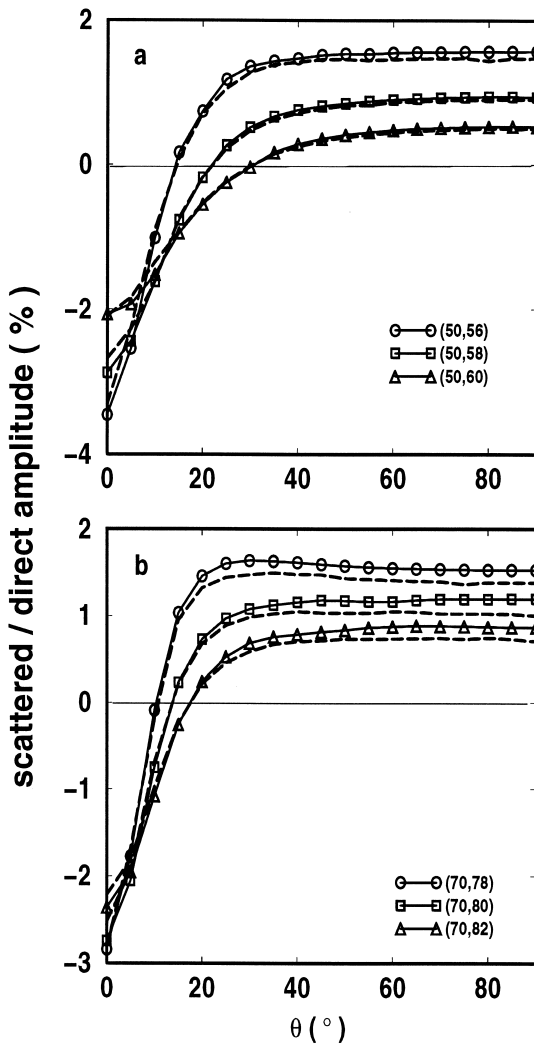 2
a
0
−2
−4
(50,56)
(50,58)
(50,60)
0 20 40 60 80
scattered / direct amplitude ( % )
2
b
1
0
−1
−2
−3
(70,78)
(70,80)
(70,82)
0 20 40 60 80
θ ( ° )